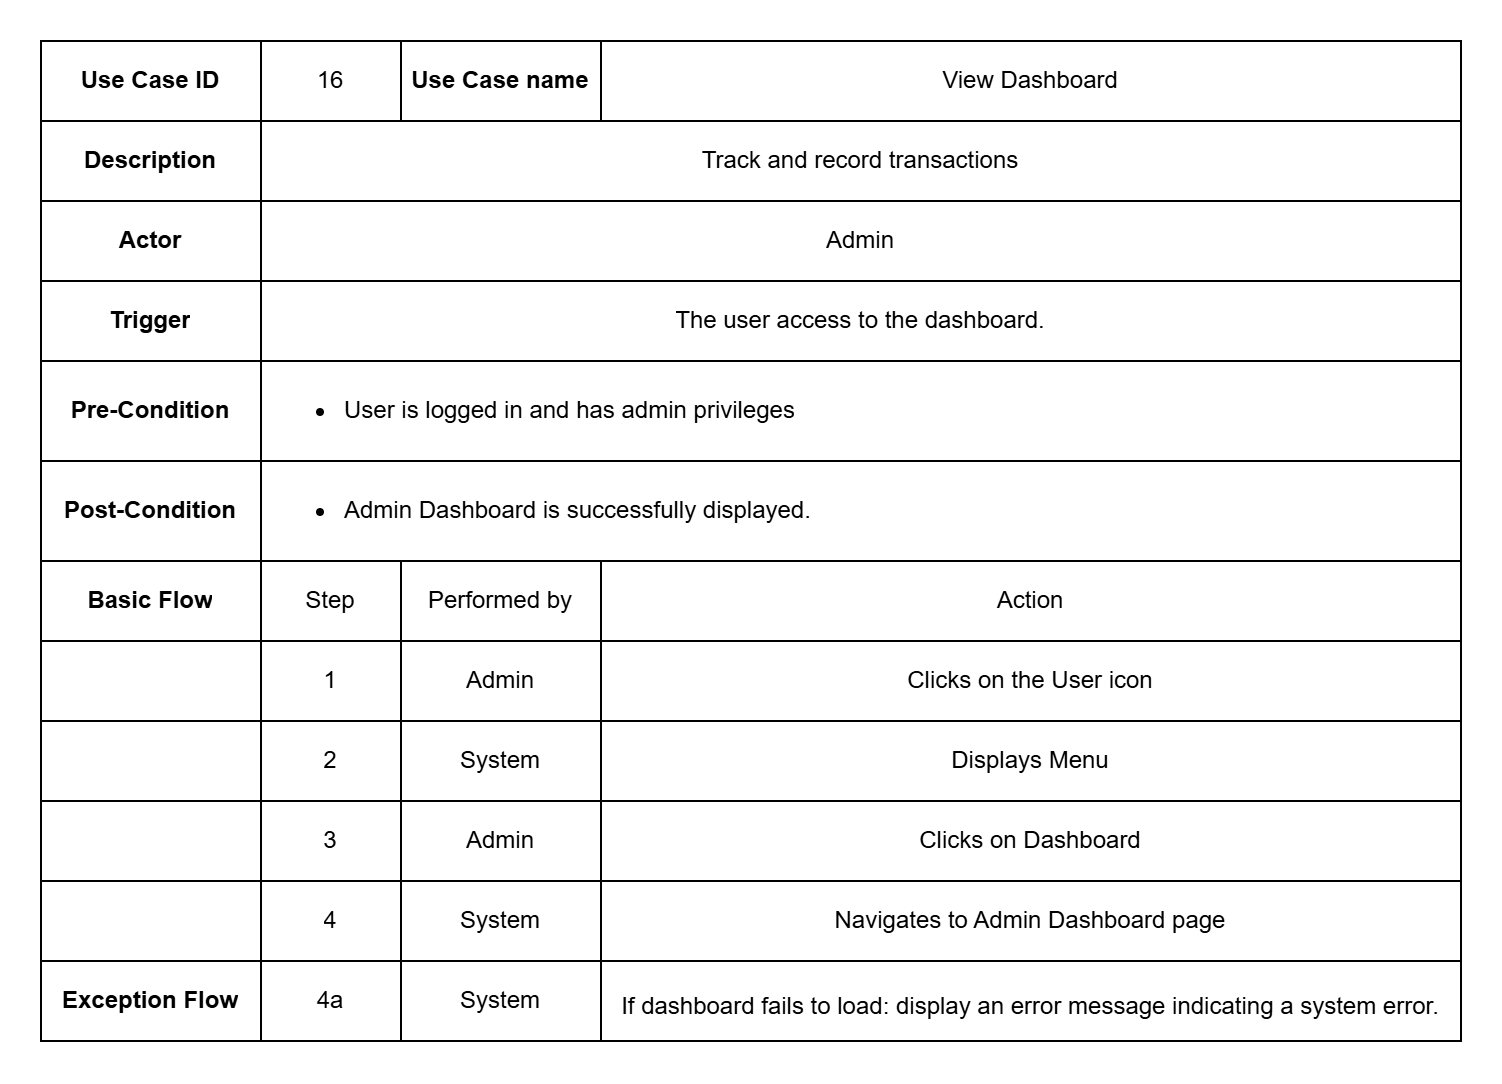 Use Case ID 16 Use Case name View Dashboard
Description Track and record transactions
Actor Admin
Trigger The user access to the dashboard.
Pre-Condition • User is logged in and has admin privileges
Post-Condition • Admin Dashboard is successfully displayed.
Basic Flow Step Performed by Action
1 Admin Clicks on the User icon
2 System Displays Menu
3 Admin Clicks on Dashboard
4 System Navigates to Admin Dashboard page
Exception Flow 4a System If dashboard fails to load: display an error message indicating a system error.